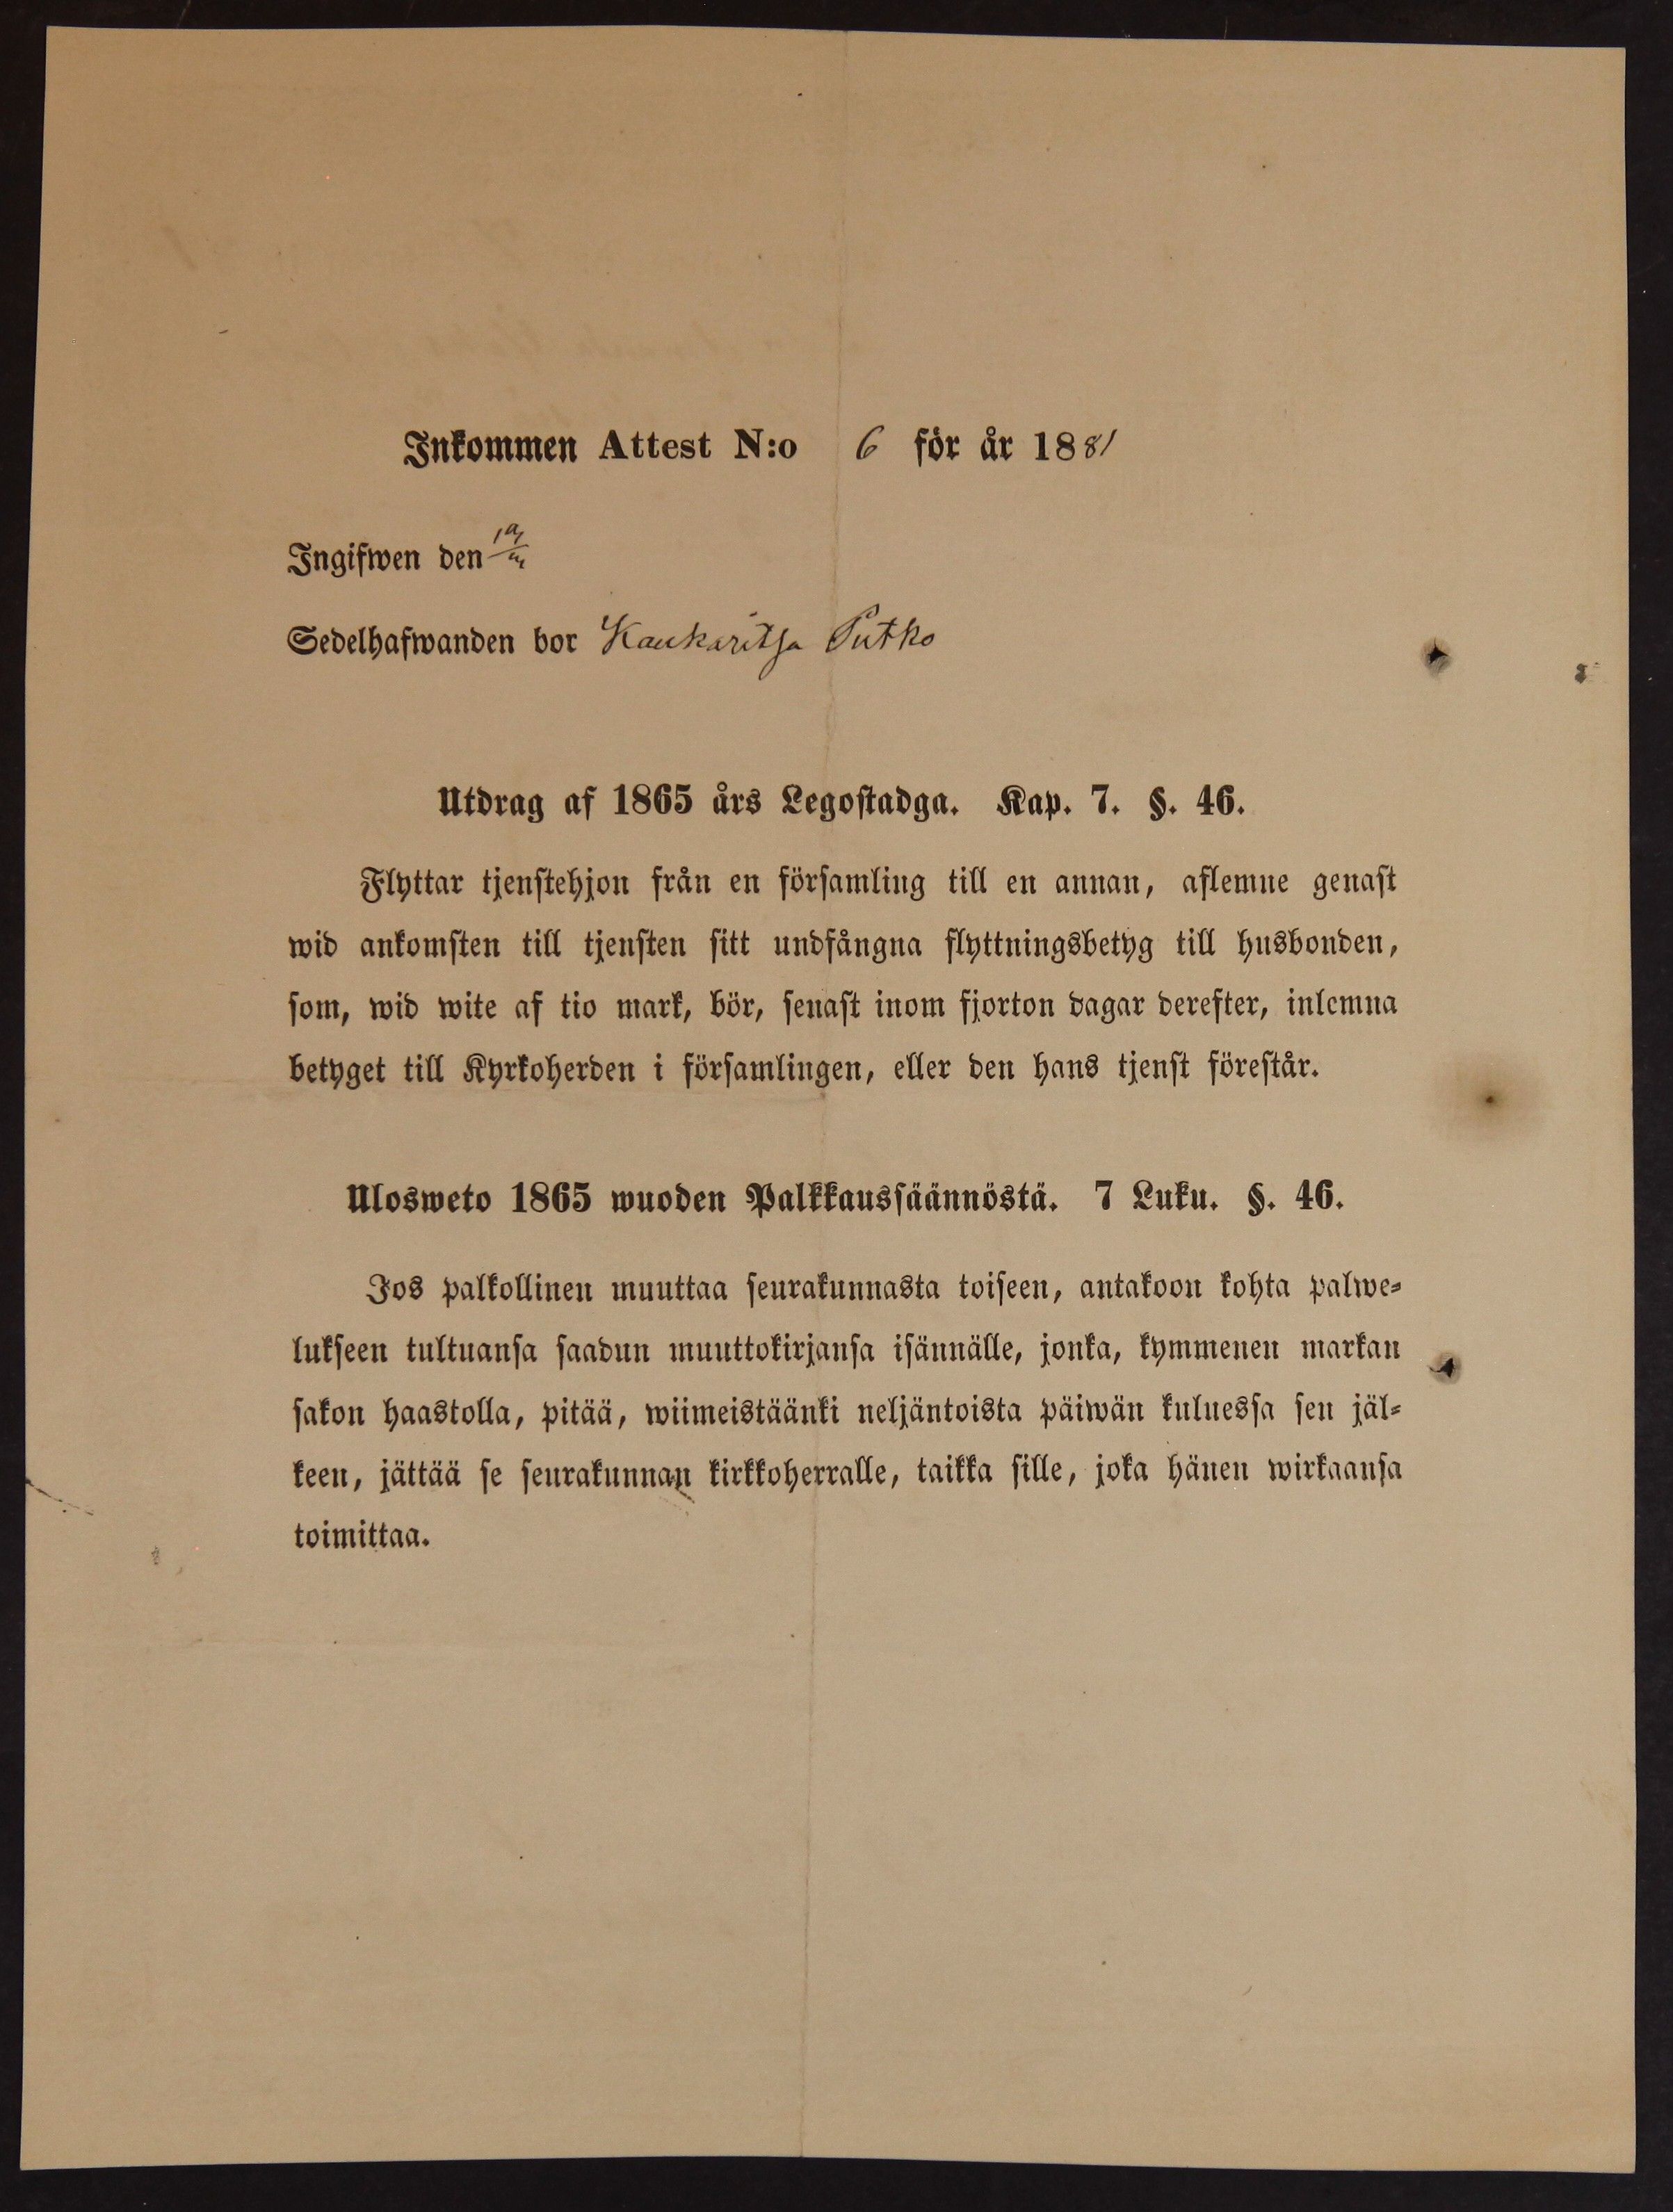 Inkommen Attest N:o 6 för år 1881
Ingifwen den
Sedelhafwanden bor Kaukaritsa Putko
Utdrag af 1865 års Legostadga. Kap. 7. §. 46.
Flyttar tjenstehjon från en församling till en annan, aflemne genast
wid ankomsten till tjensten sitt undfångna flyttningsbetyg till husbonden,
som, wid wite af tio mark, bör, senast inom fjorton dagar derefter, inlemna
betyget till Kyrkoherden i församlingen, eller den hans tjenst förestår.
Ulosweto 1865 wuoden Palkkaussäännöstä. 7 Luku. §. 46.
Jos palkollinen muuttaa seurakunnasta toiseen, antakoon kohta palwe-
lukseen tultuansa saadun muuttokirjansa isännälle, jonka, kymmenen markan
sakon haastolla, pitää, wiimeistäänki neljäntoista päiwän kuluessa sen jäl-
keen, jättää se seurakunnan kirkkoherralle, taikka sille, joka hänen wirkaansa
toimittaa.